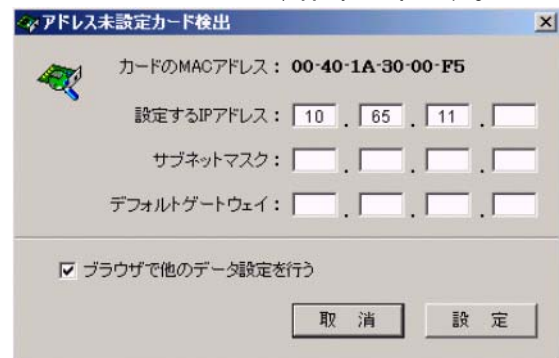 アドレス未設定カード検出
カードのMACアドレス： 00-40-1A-30-00-F5
設定するIPアドレス： 10 . 65 . 11 .
サブネットマスク： . . .
デフォルトゲートウェイ： . . .
ブラウザで他のデータ設定を行う
取 消 設 定